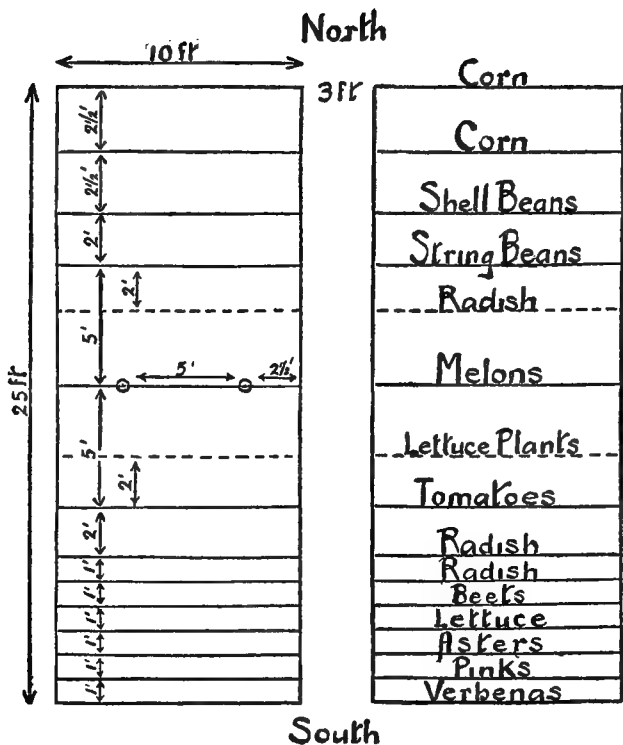 North
10 ft
3 ft
Corn
2½'
Corn
2½'
Shell Beans
2'
String Beans
2'
Radish
5'
25 ft
5'
2½'
Melons
5'
Lettuce Plants
2'
Tomatoes
2'
Radish
1'
Radish
1'
Beets
1'
Lettuce
1'
Asters
1'
Pinks
1'
Verbenas
South